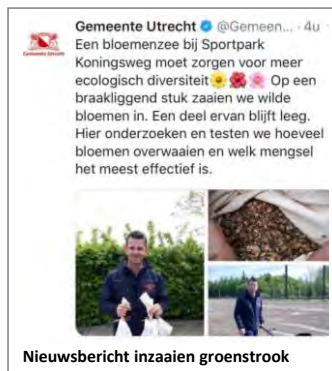 Gemeente Utrecht @Gemeen... · 4u
Gemeente Utrecht
Een bloemenzee bij Sportpark
Koningsweg moet zorgen voor meer
ecologisch diversiteit🌼🌺🌸 Op een
braakliggend stuk zaaien we wilde
bloemen in. Een deel ervan blijft leeg.
Hier onderzoeken en testen we hoeveel
bloemen overwaaien en welk mengsel
het meest effectief is.
Nieuwsbericht inzaaien groenstrook